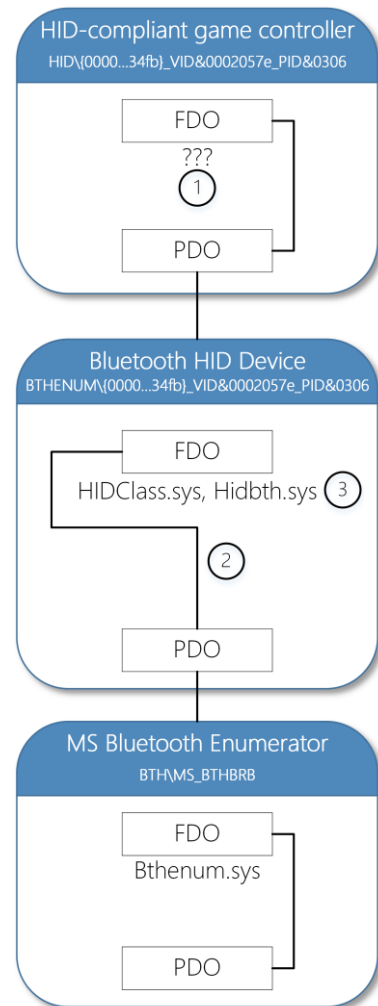 HID-compliant game controller
HID\{0000...34fb}_VID&0002057e_PID&0306
FDO
???
1
PDO
Bluetooth HID Device
BTHENUM\{0000...34fb}_VID&0002057e_PID&0306
FDO
HIDClass.sys, Hidbth.sys 3
2
PDO
MS Bluetooth Enumerator
BTH\MS_BTHBRB
FDO
Bthenum.sys
PDO